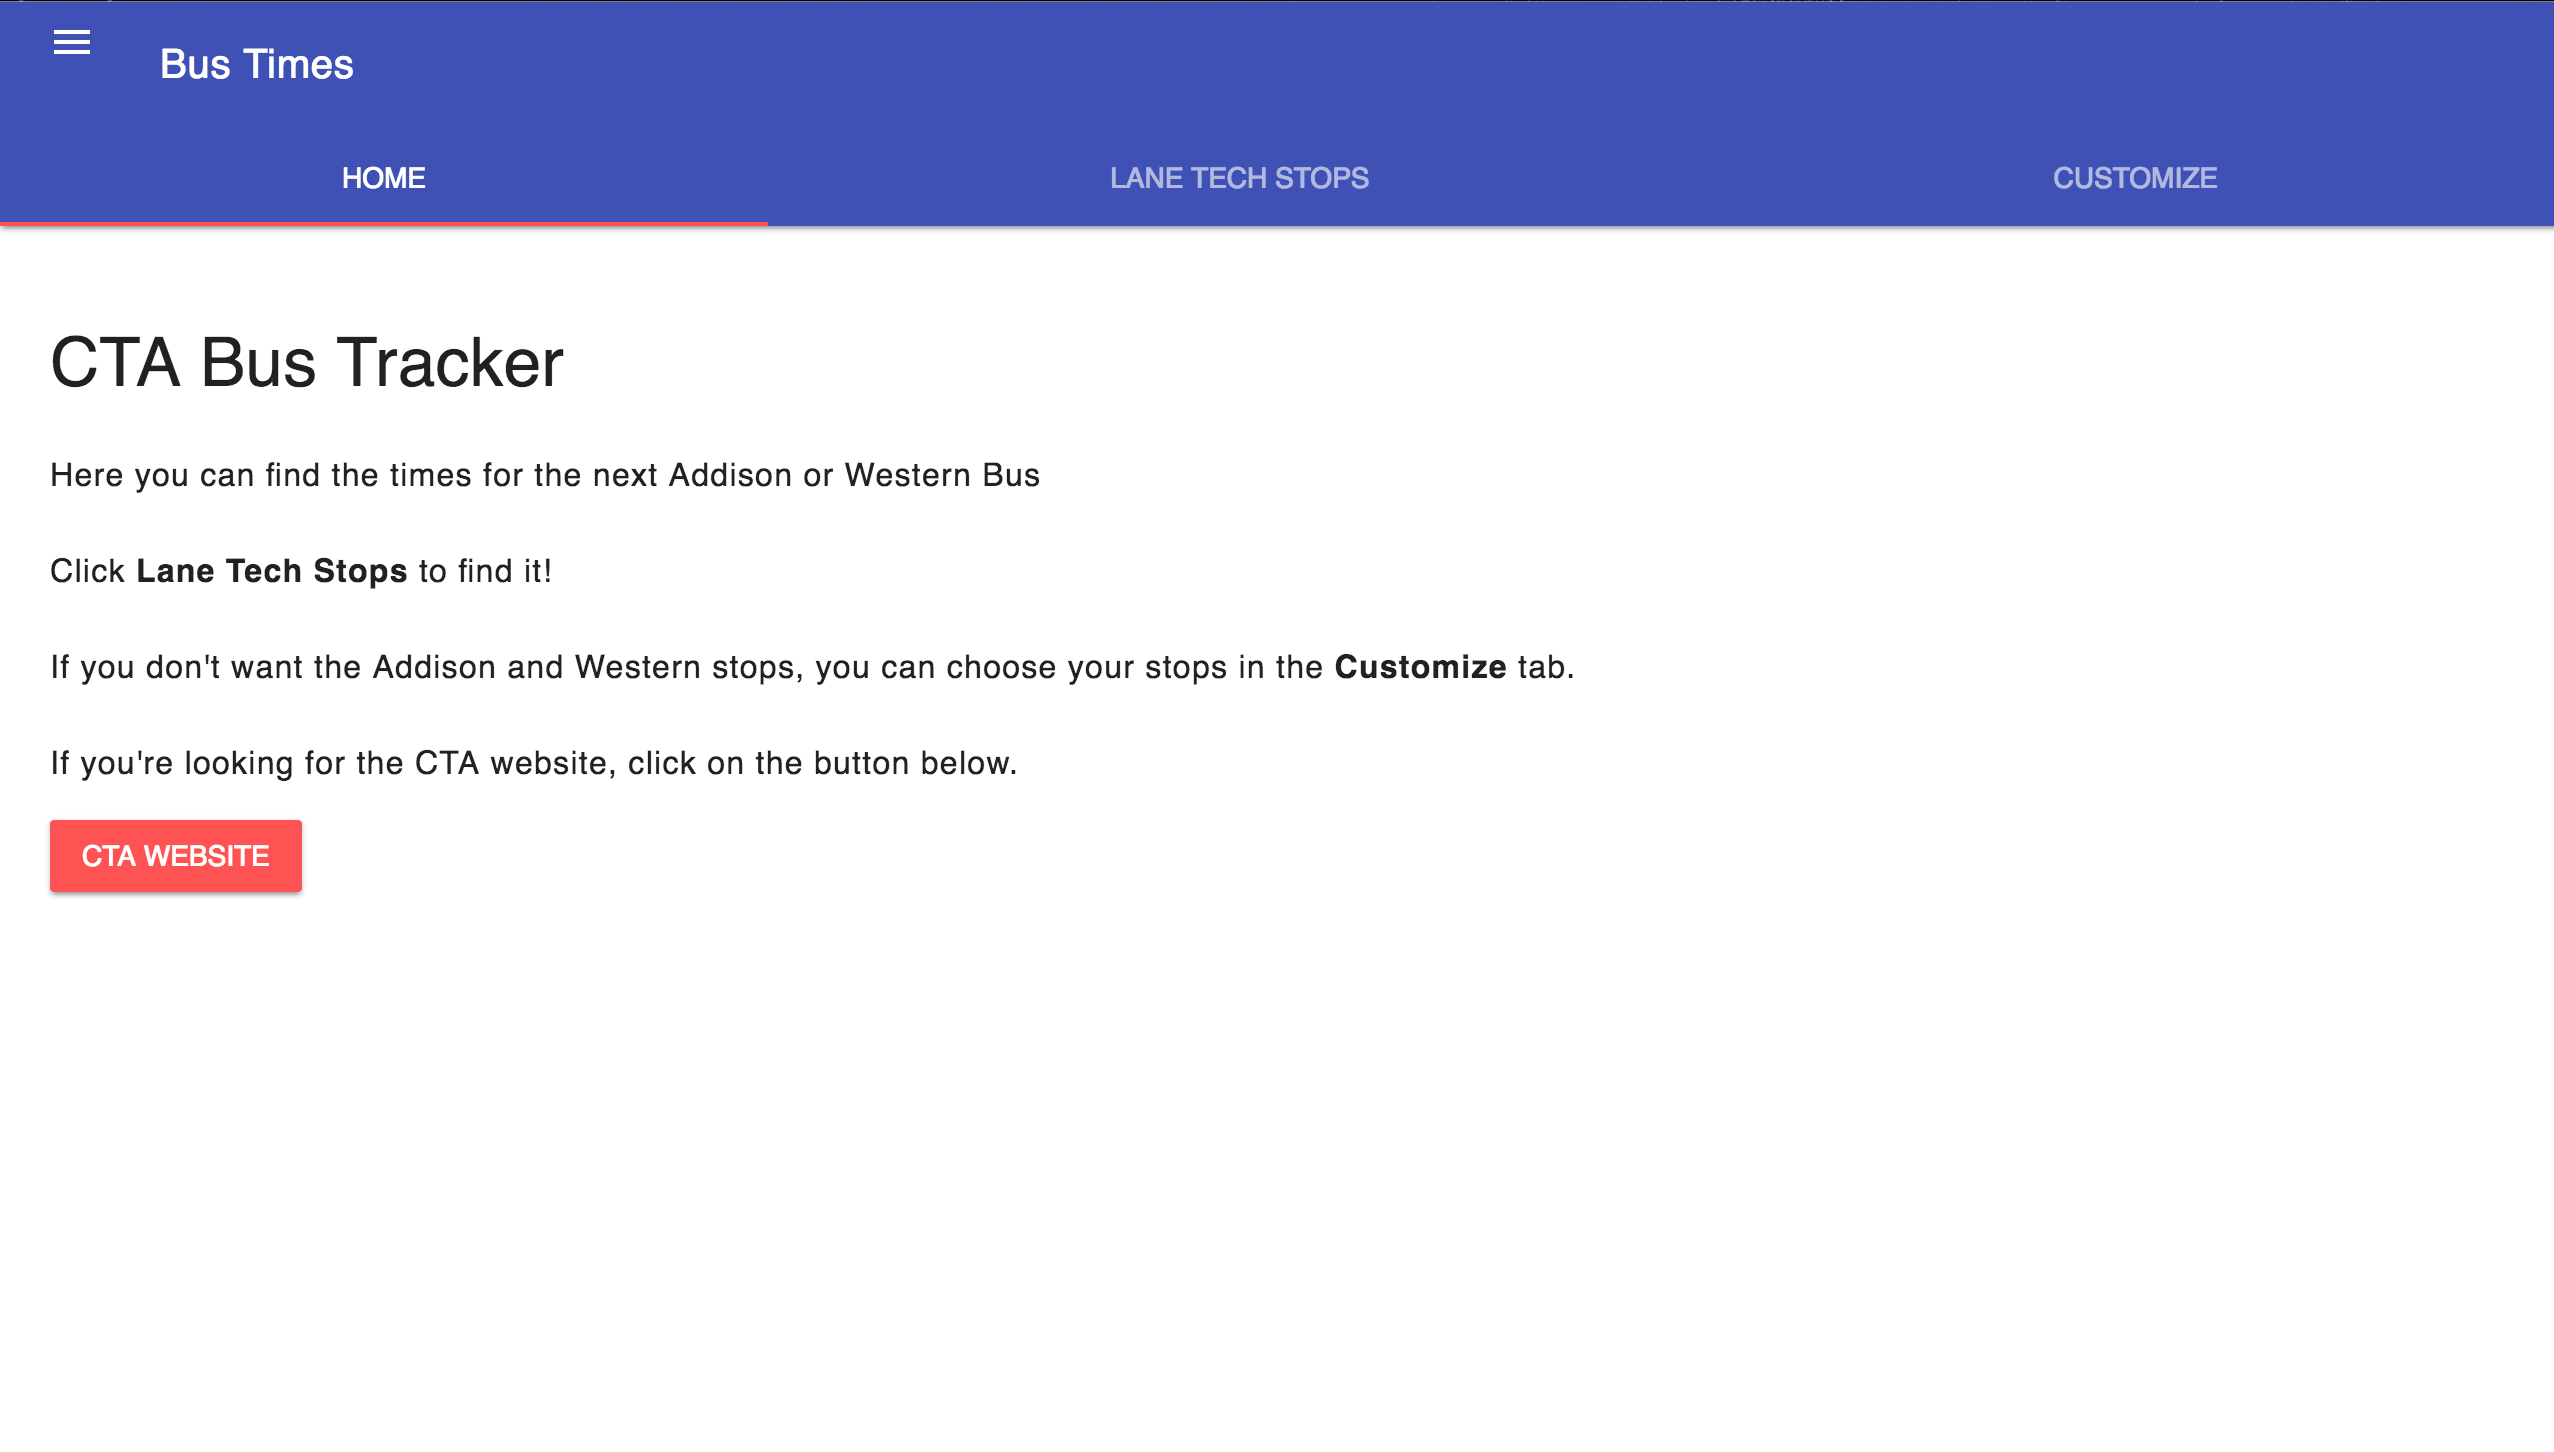 Bus Times
HOME
LANE TECH STOPS
CUSTOMIZE
CTA Bus Tracker
Here you can find the times for the next Addison or Western Bus
Click Lane Tech Stops to find it!
If you don't want the Addison and Western stops, you can choose your stops in the Customize tab.
If you're looking for the CTA website, click on the button below.
CTA WEBSITE